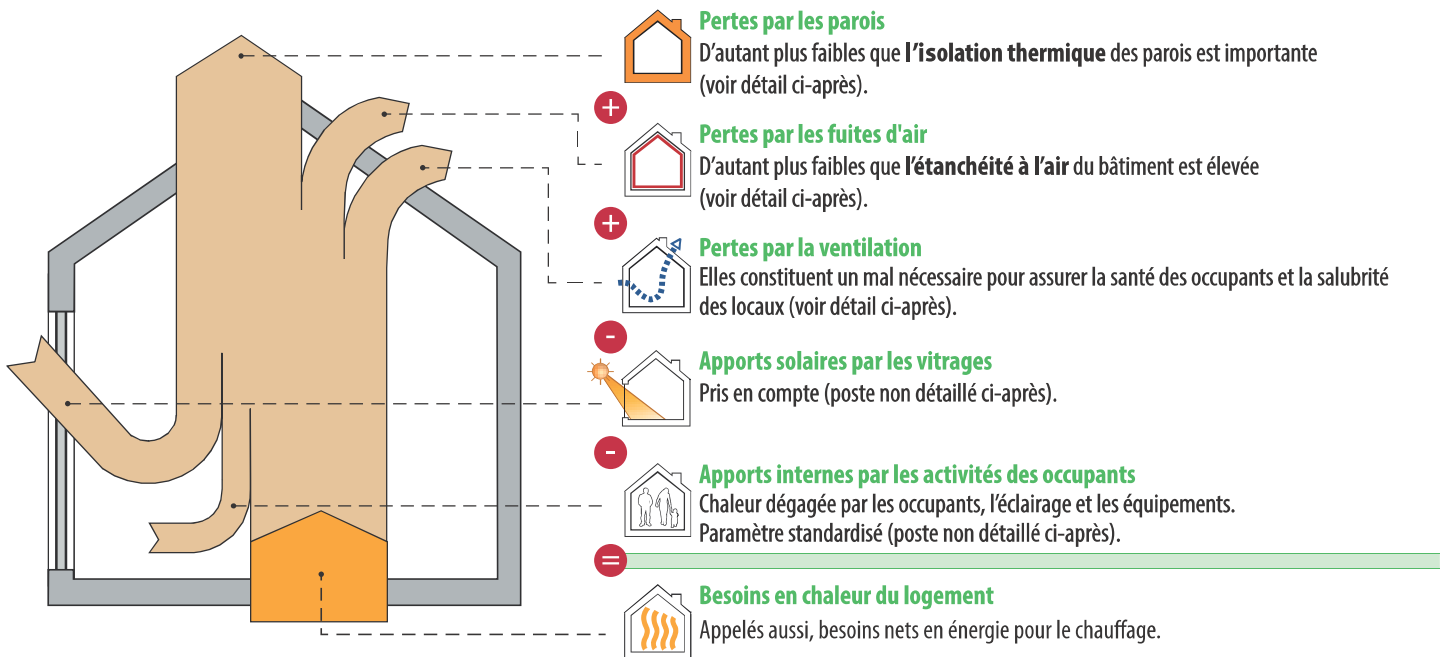 Pertes par les parois
D'autant plus faibles que l'isolation thermique des parois est importante
(voir détail ci-après).
+
Pertes par les fuites d'air
D'autant plus faibles que l'étanchéité à l'air du bâtiment est élevée
(voir détail ci-après).
+
Pertes par la ventilation
Elles constituent un mal nécessaire pour assurer la santé des occupants et la salubrité
des locaux (voir détail ci-après).
-
Apports solaires par les vitrages
Pris en compte (poste non détaillé ci-après).
-
Apports internes par les activités des occupants
Chaleur dégagée par les occupants, l'éclairage et les équipements.
Paramètre standardisé (poste non détaillé ci-après).
=
Besoins en chaleur du logement
Appelés aussi, besoins nets en énergie pour le chauffage.